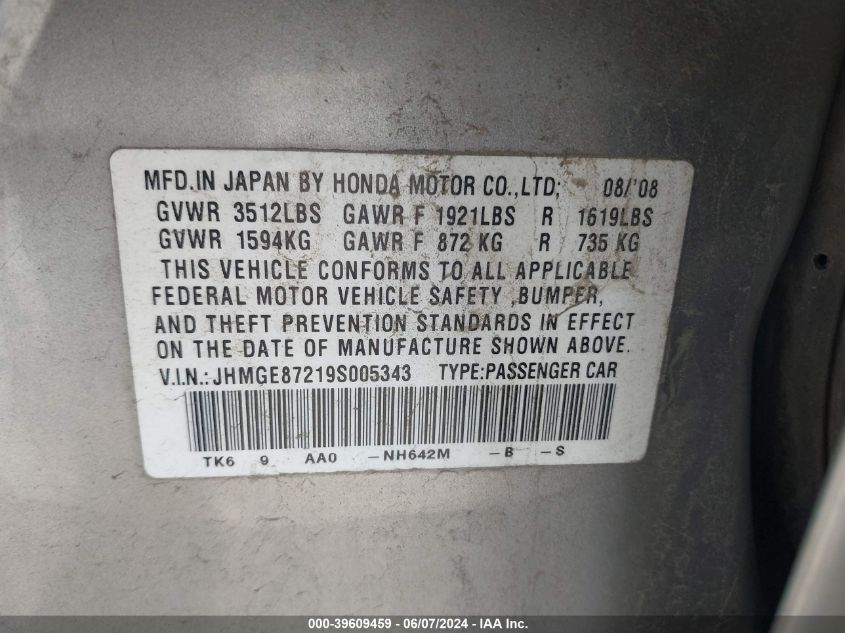 MFD.IN JAPAN BY HONDA MOTOR CO.,LTD; 08/'08
GVWR 3512LBS GAWR F 1921LBS R 1619LBS
GVWR 1594KG GAWR F 872 KG R 735 KG
THIS VEHICLE CONFORMS TO ALL APPLICABLE
FEDERAL MOTOR VEHICLE SAFETY ,BUMPER,
AND THEFT PREVENTION STANDARDS IN EFFECT
ON THE DATE OF MANUFACTURE SHOWN ABOVE.
V.I.N.:JHMGE87219S005343 TYPE:PASSENGER CAR
TK6 9 AA0 -NH642M -B -S
000-39609459 - 06/07/2024 - IAA Inc.